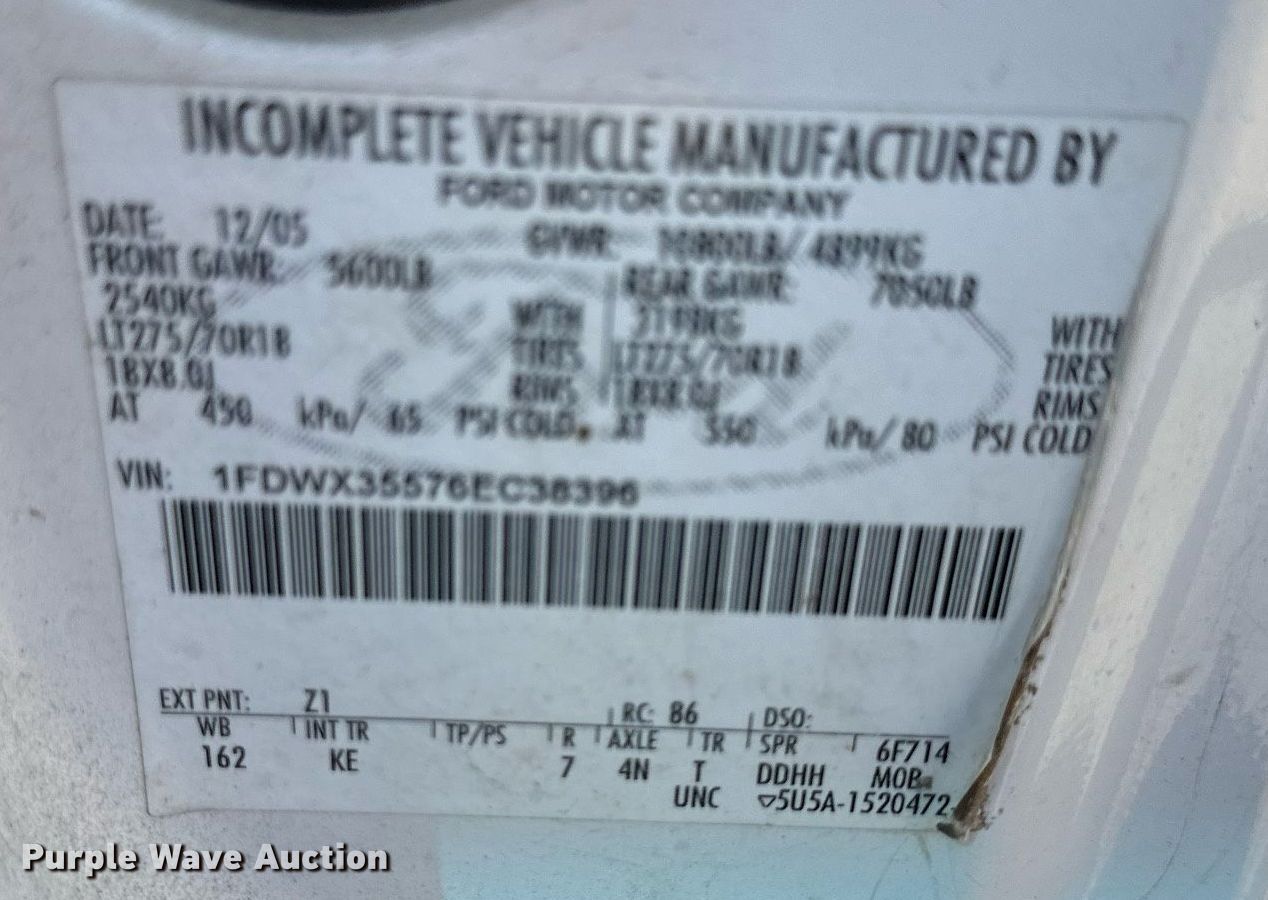 INCOMPLETE VEHICLE MANUFACTURED BY
FORD MOTOR COMPANY
DATE: 12/05 GVWR: 10800LB/ 4899KG
FRONT GAWR: 5600LB REAR GAWR: 7050LB
2540KG WITH 3198KG WITH
LT275/70R18 TIRES LT275/70R18 TIRES
18X8.0J RIMS 18X8.0J RIMS
AT 450 kPa/ 65 PSI COLD AT 550 kPa/ 80 PSI COLD
VIN: 1FDWX35576EC38396
EXT PNT: Z1 RC: 86 DSO:
WB INT TR TP/PS R AXLE TR SPR 6F714
162 KE 7 4N T DDHH MOB
UNC ▽5U5A-1520472-
Purple Wave Auction